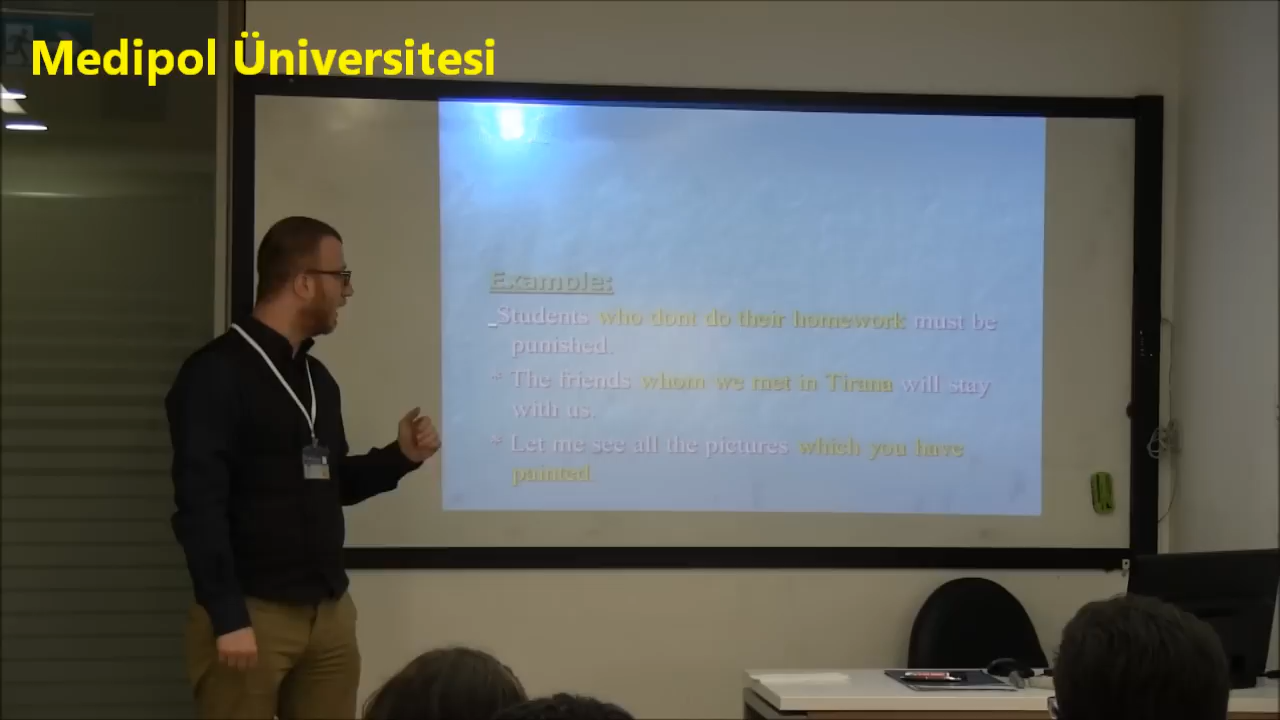 Medipol Üniversitesi
Example:
Students who dont do their homework must be
punished.
* The friends whom we met in Tirana will stay
with us.
* Let me see all the pictures which you have
painted.